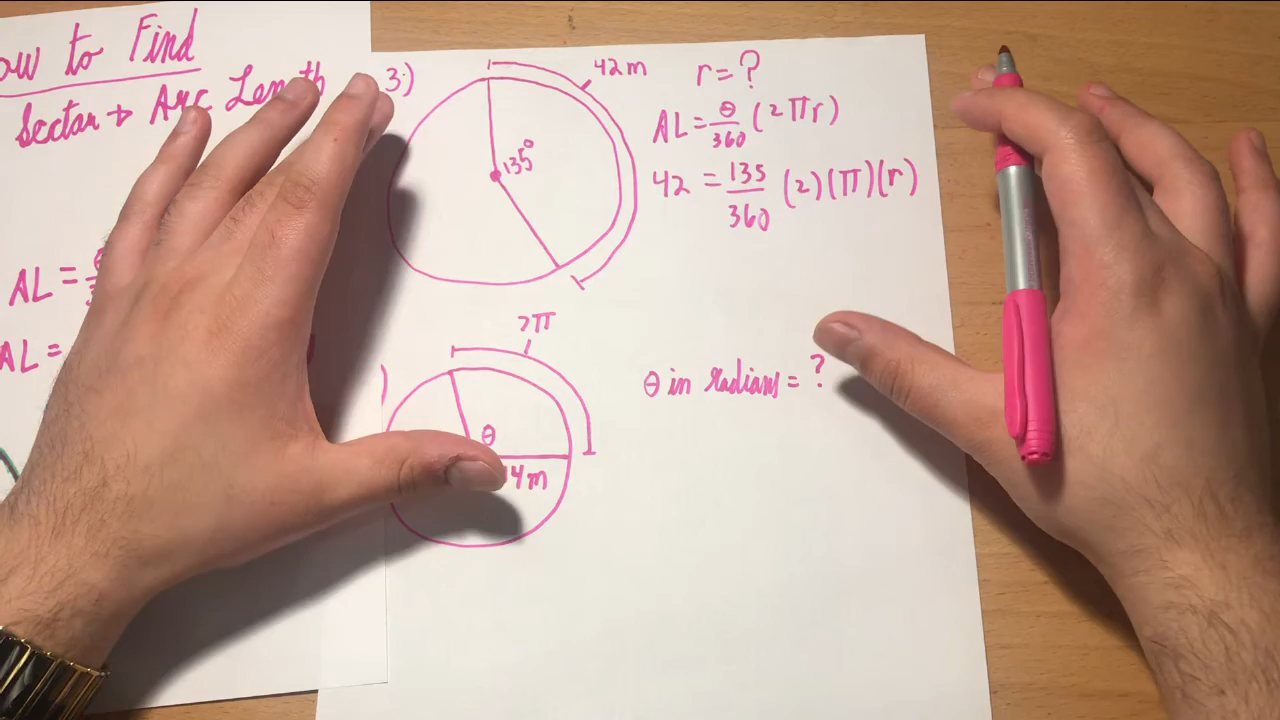 to Find
Sector → Arc Length
AL =
AL =
3.)
42m
135°
r = ?
AL = θ/360 (2πr)
42 = 135/360 (2)(π)(r)
7π
θ
4m
θ in radians = ?